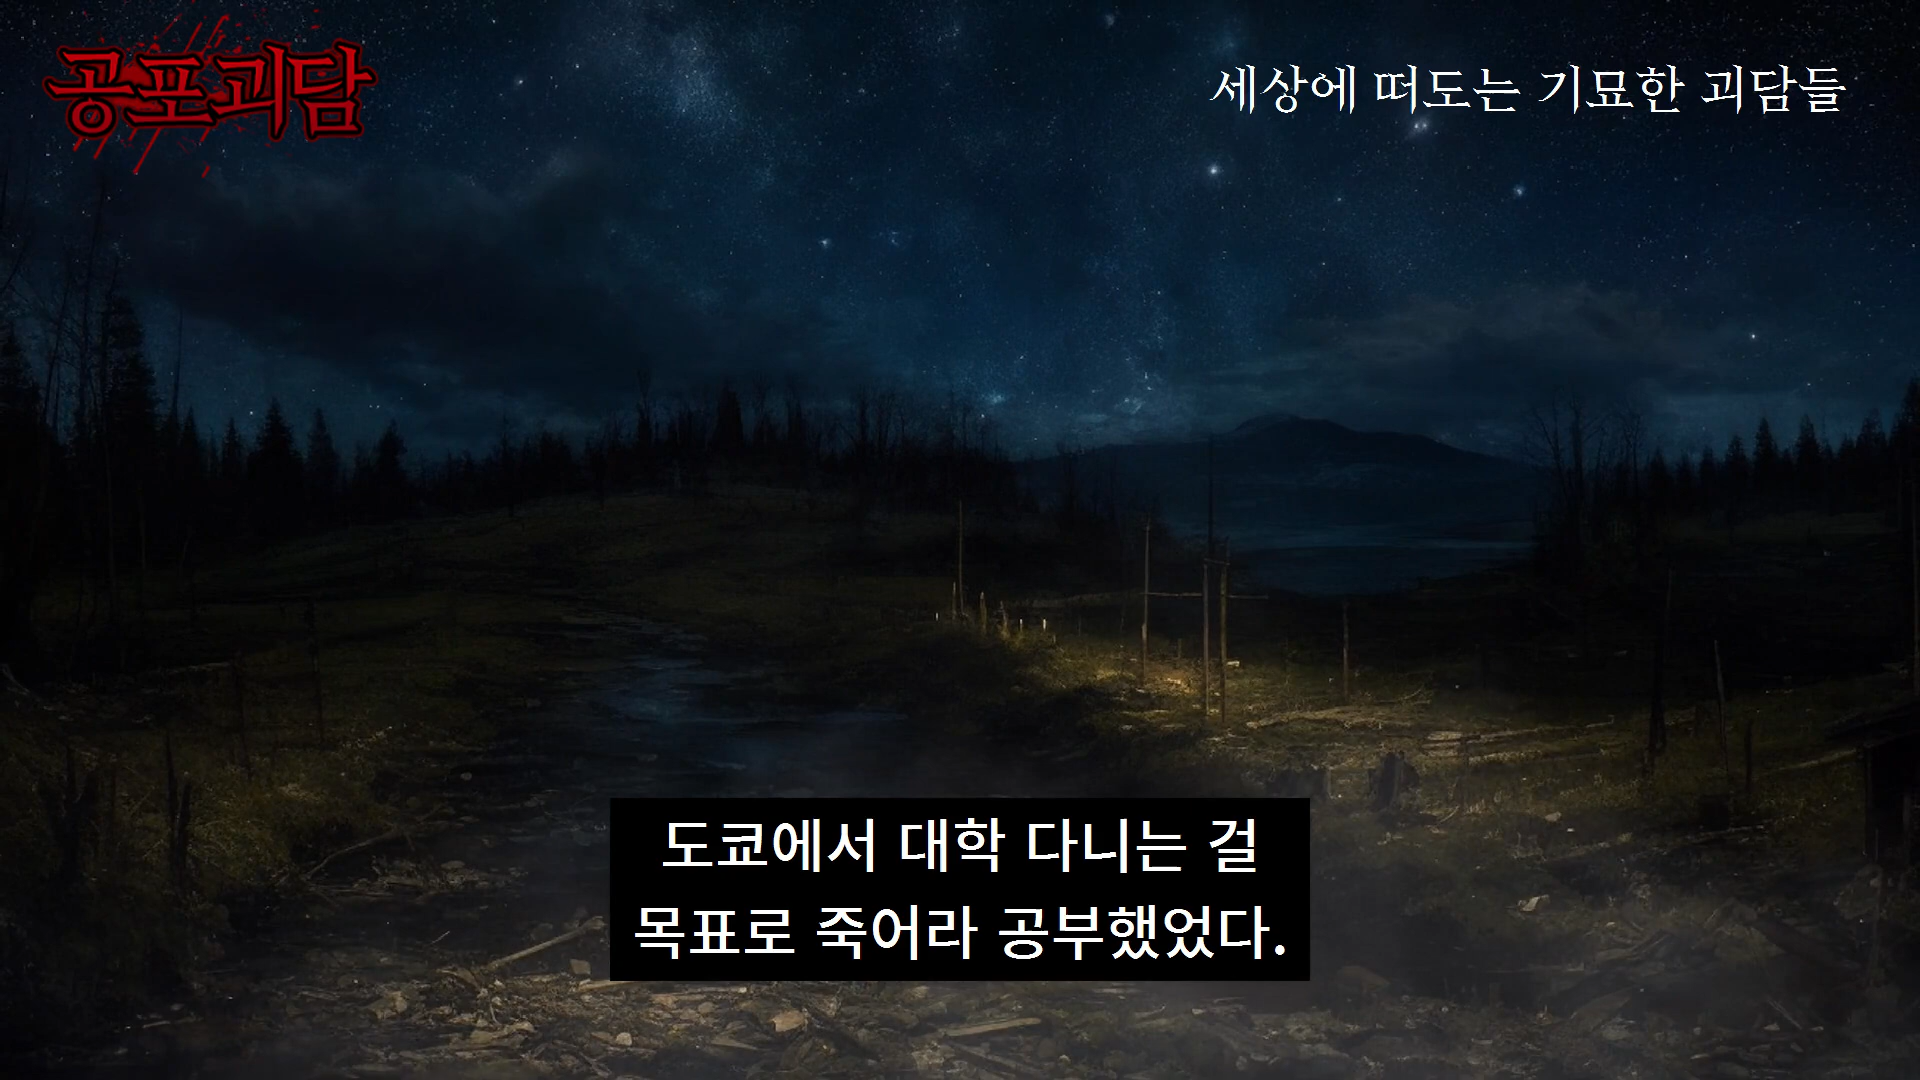 공포괴담
세상에 떠도는 기묘한 괴담들
도쿄에서 대학 다니는 걸
목표로 죽어라 공부했었다.